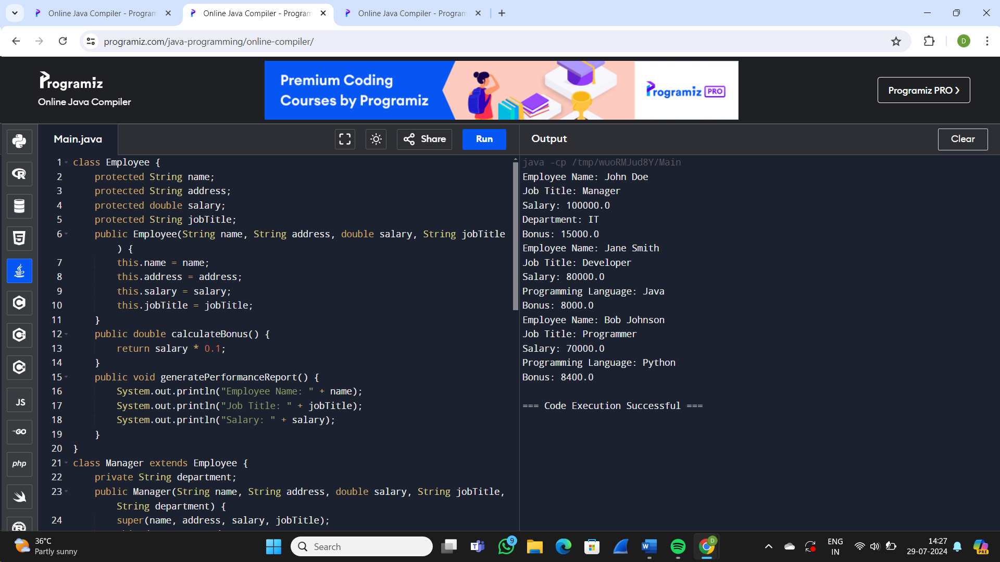 Online Java Compiler - Program
Online Java Compiler - Program
Online Java Compiler - Program
programiz.com/java-programming/online-compiler/
D
Programiz
Online Java Compiler
Premium Coding
Courses by Programiz
Programiz PRO
Programiz PRO ❯
Main.java
Share
Run
Output
Clear
1 class Employee {
2 protected String name;
3 protected String address;
4 protected double salary;
5 protected String jobTitle;
6 public Employee(String name, String address, double salary, String jobTitle
) {
7 this.name = name;
8 this.address = address;
9 this.salary = salary;
10 this.jobTitle = jobTitle;
11 }
12 public double calculateBonus() {
13 return salary * 0.1;
14 }
15 public void generatePerformanceReport() {
16 System.out.println("Employee Name: " + name);
17 System.out.println("Job Title: " + jobTitle);
18 System.out.println("Salary: " + salary);
19 }
20 }
21 class Manager extends Employee {
22 private String department;
23 public Manager(String name, String address, double salary, String jobTitle,
String department) {
24 super(name, address, salary, jobTitle);
java -cp /tmp/wuoRMJud8Y/Main
Employee Name: John Doe
Job Title: Manager
Salary: 100000.0
Department: IT
Bonus: 15000.0
Employee Name: Jane Smith
Job Title: Developer
Salary: 80000.0
Programming Language: Java
Bonus: 8000.0
Employee Name: Bob Johnson
Job Title: Programmer
Salary: 70000.0
Programming Language: Python
Bonus: 8400.0
=== Code Execution Successful ===
R
5
C
C
C
JS
GO
php
R
36°C
Partly sunny
Search
T
9
W
D
ENG
IN
14:27
29-07-2024
PRE